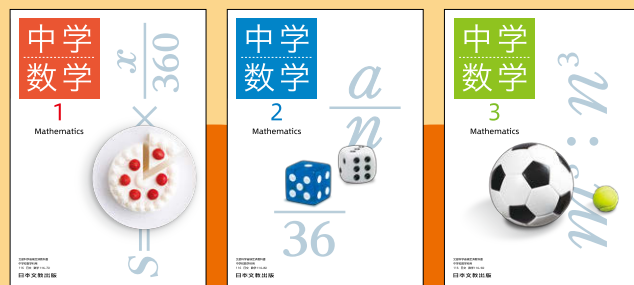 中学
数学
1
Mathematics
x
360
×
s=
日本文教出版
中学
数学
2
Mathematics
a
n
36
日本文教出版
中学
数学
3
Mathematics
m³:n³
日本文教出版